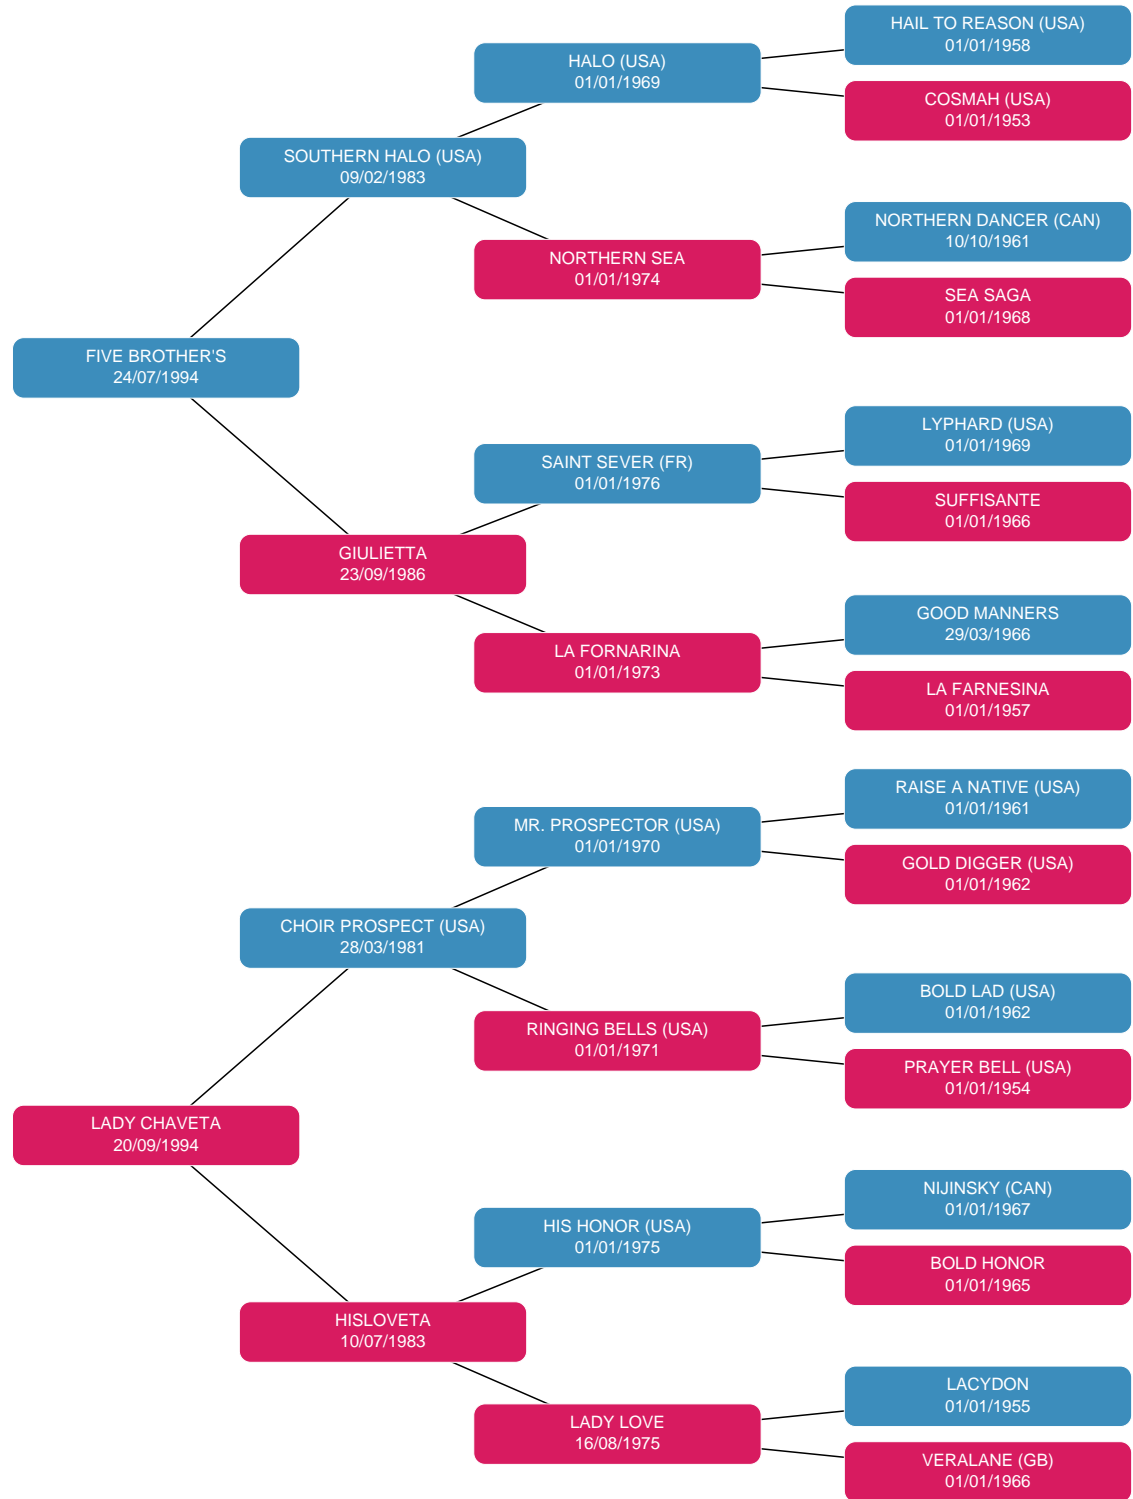 HAIL TO REASON (USA)
01/01/1958
HALO (USA)
01/01/1969
COSMAH (USA)
01/01/1953
SOUTHERN HALO (USA)
09/02/1983
NORTHERN DANCER (CAN)
10/10/1961
NORTHERN SEA
01/01/1974
SEA SAGA
01/01/1968
FIVE BROTHER'S
24/07/1994
LYPHARD (USA)
01/01/1969
SAINT SEVER (FR)
01/01/1976
SUFFISANTE
01/01/1966
GIULIETTA
23/09/1986
GOOD MANNERS
29/03/1966
LA FORNARINA
01/01/1973
LA FARNESINA
01/01/1957
RAISE A NATIVE (USA)
01/01/1961
MR. PROSPECTOR (USA)
01/01/1970
GOLD DIGGER (USA)
01/01/1962
CHOIR PROSPECT (USA)
28/03/1981
BOLD LAD (USA)
01/01/1962
RINGING BELLS (USA)
01/01/1971
PRAYER BELL (USA)
01/01/1954
LADY CHAVETA
20/09/1994
NIJINSKY (CAN)
01/01/1967
HIS HONOR (USA)
01/01/1975
BOLD HONOR
01/01/1965
HISLOVETA
10/07/1983
LACYDON
01/01/1955
LADY LOVE
16/08/1975
VERALANE (GB)
01/01/1966